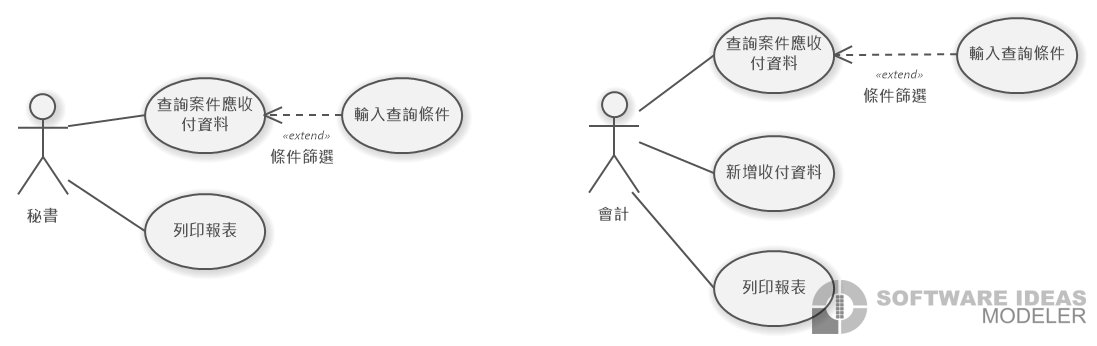 查詢案件應收
付資料
輸入查詢條件
«extend»
條件篩選
秘書
列印報表
查詢案件應收
付資料
輸入查詢條件
«extend»
條件篩選
新增收付資料
會計
列印報表
SOFTWARE IDEAS
MODELER